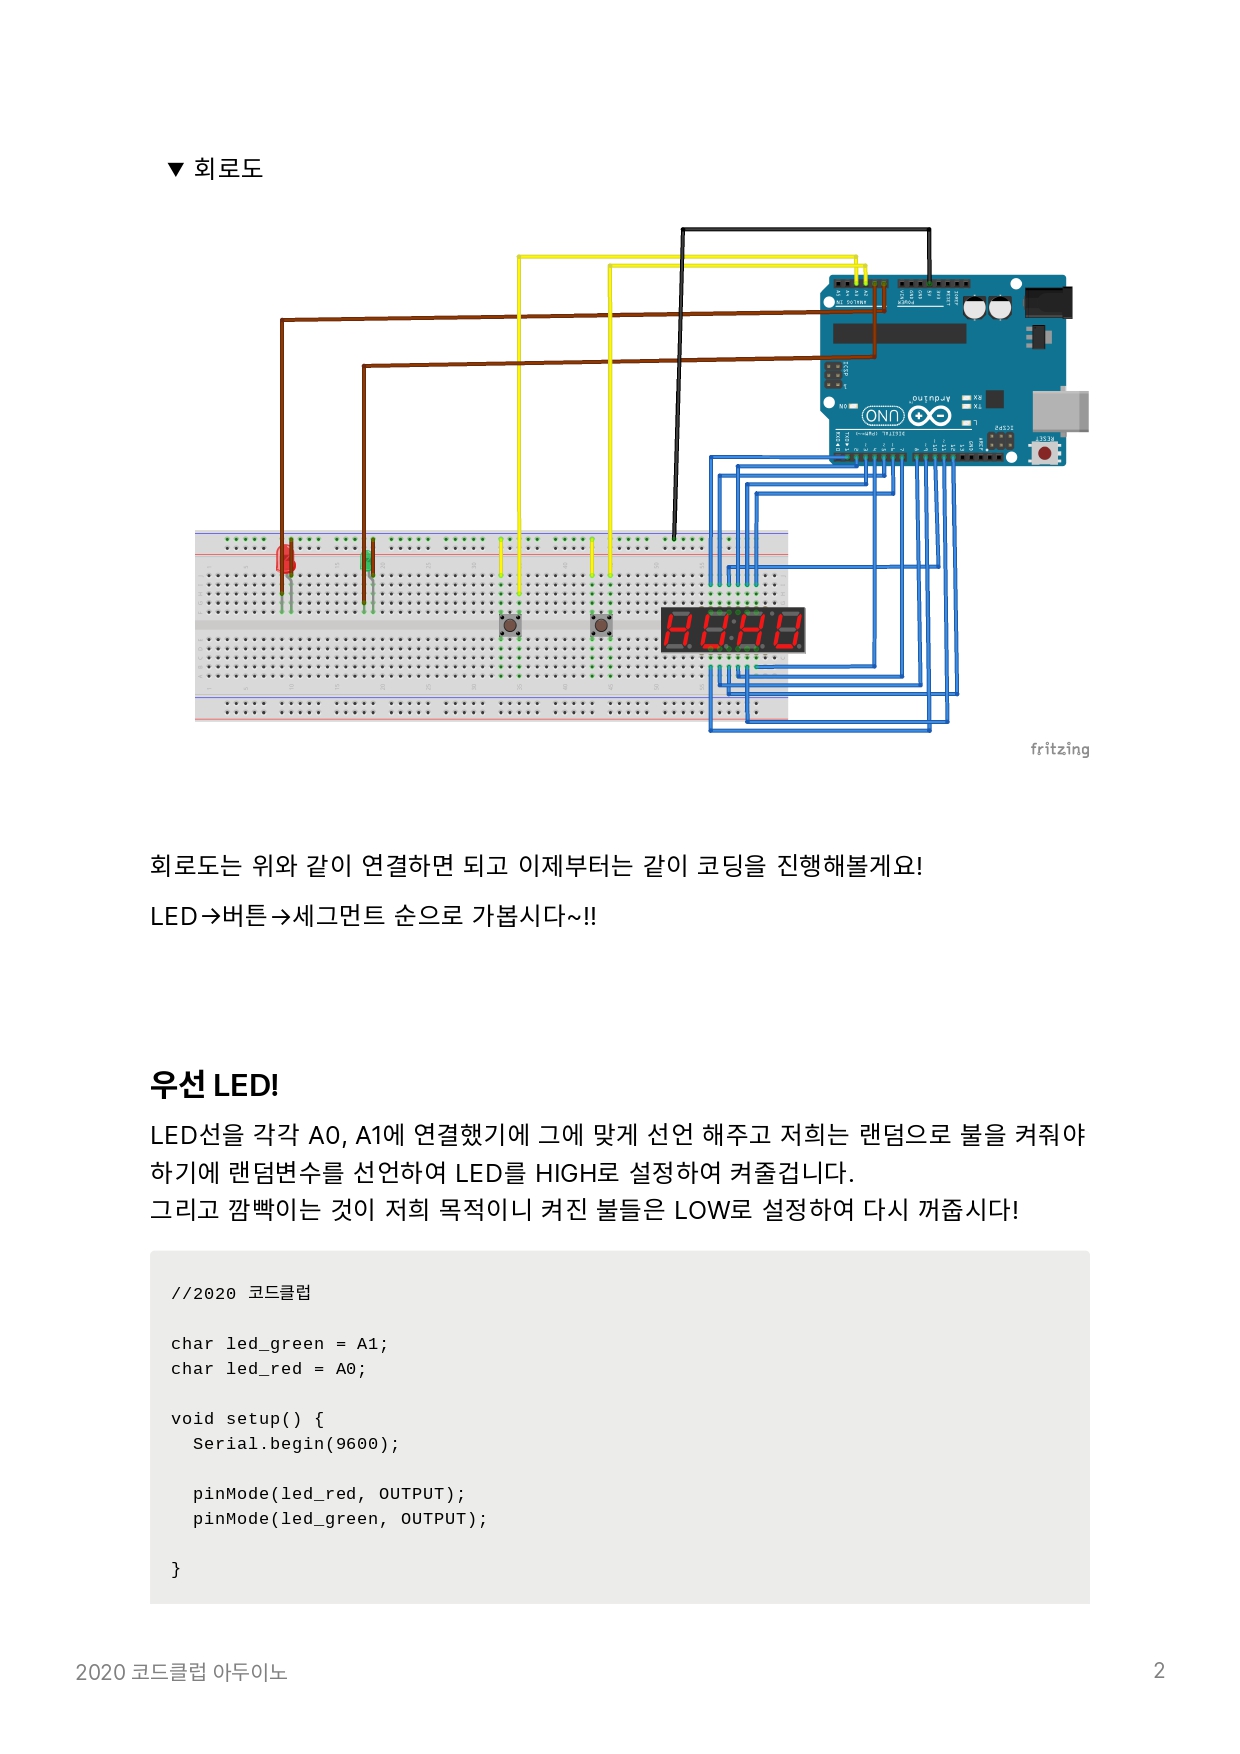 ▼ 회로도
Arduino
UNO
ON
TX
RX
L
ICSP2
ICSP
RESET
fritzing
회로도는 위와 같이 연결하면 되고 이제부터는 같이 코딩을 진행해볼게요!
LED→버튼→세그먼트 순으로 가봅시다~!!
우선 LED!
LED선을 각각 A0, A1에 연결했기에 그에 맞게 선언 해주고 저희는 랜덤으로 불을 켜줘야
하기에 랜덤변수를 선언하여 LED를 HIGH로 설정하여 켜줄겁니다.
그리고 깜빡이는 것이 저희 목적이니 켜진 불들은 LOW로 설정하여 다시 꺼줍시다!
//2020 코드클럽
char led_green = A1;
char led_red = A0;
void setup() {
Serial.begin(9600);
pinMode(led_red, OUTPUT);
pinMode(led_green, OUTPUT);
}
2020 코드클럽 아두이노
2